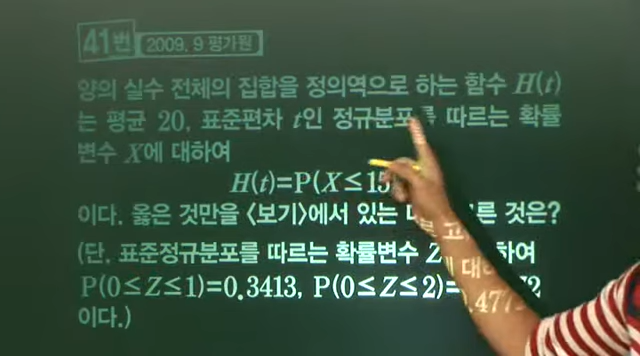 41번 2009. 9 평가원
양의 실수 전체의 집합을 정의역으로 하는 함수 H(t)
는 평균 20, 표준편차 t인 정규분포를 따르는 확률
변수 X에 대하여
H(t)=P(X≤15
이다. 옳은 것만을 <보기>에서 있는 대로 고른 것은?
(단, 표준정규분포를 따르는 확률변수 Z에 대하여
P(0≤Z≤1)=0.3413, P(0≤Z≤2)=0.4772
이다.)